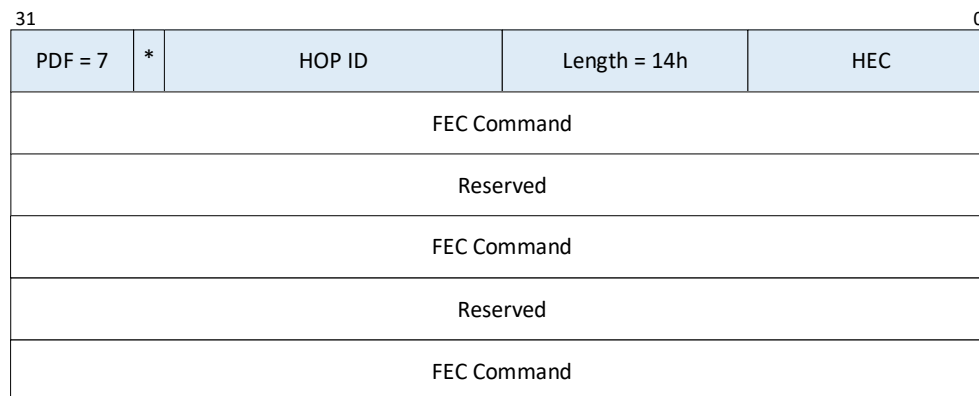 31 0
PDF = 7 * HOP ID Length = 14h HEC
FEC Command
Reserved
FEC Command
Reserved
FEC Command